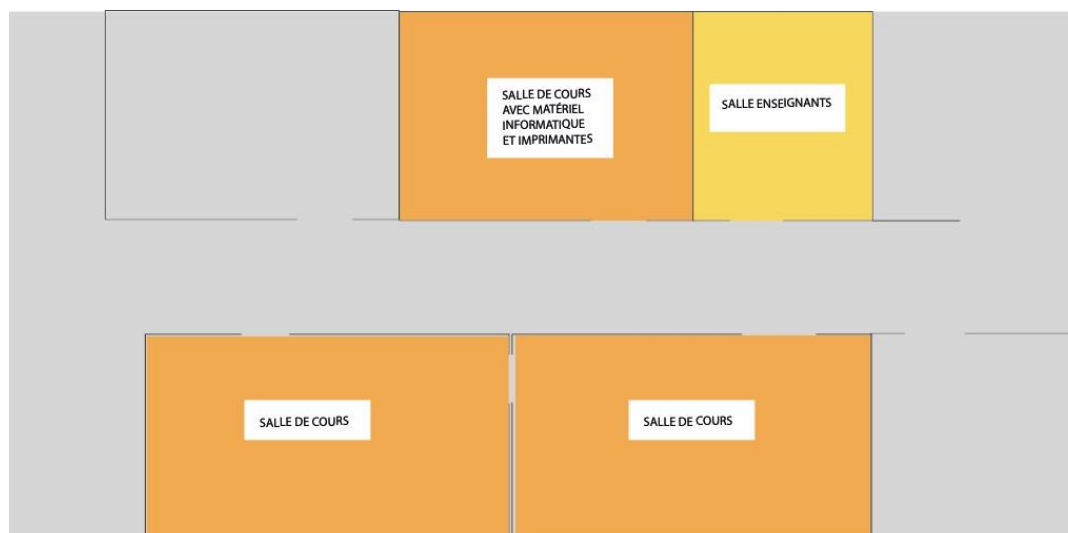 SALLE DE COURS
AVEC MATÉRIEL
INFORMATIQUE
ET IMPRIMANTES
SALLE ENSEIGNANTS
SALLE DE COURS
SALLE DE COURS